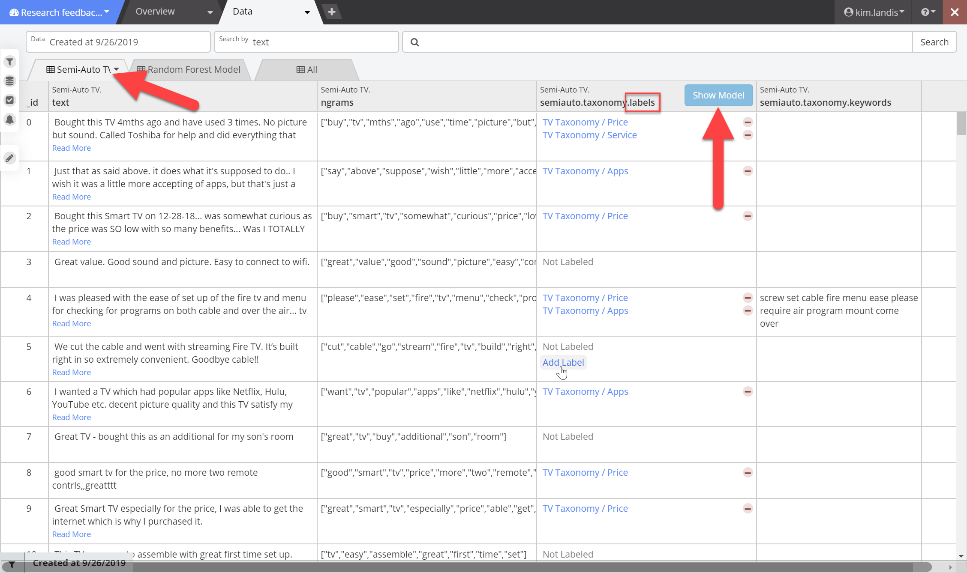 Research feedbac...
Overview
Data
kim.landis
?
Data Created at 9/26/2019
Search by text
Search
Semi-Auto TV
Random Forest Model
All
_id
Semi-Auto TV.
text
Semi-Auto TV.
ngrams
Semi-Auto TV.
semiauto.taxonomy.labels
Show Model
Semi-Auto TV.
semiauto.taxonomy.keywords
0
Bought this TV 4mths ago and have used 3 times. No picture
but sound. Called Toshiba for help and did everything that
Read More
["buy","tv","mths","ago","use","time","picture","but",
TV Taxonomy / Price
TV Taxonomy / Service
1
Just that as said above. it does what it's supposed to do.. I
wish it was a little more accepting of apps, but that's just a
Read More
["say","above","suppose","wish","little","more","acce
TV Taxonomy / Apps
2
Bought this Smart TV on 12-28-18... was somewhat curious as
the price was SO low with so many benefits... Was I TOTALLY
Read More
["buy","smart","tv","somewhat","curious","price","lo
TV Taxonomy / Price
3
Great value. Good sound and picture. Easy to connect to wifi.
["great","value","good","sound","picture","easy","co
Not Labeled
4
I was pleased with the ease of set up of the fire tv and menu
for checking for programs on both cable and over the air... tv
Read More
["please","ease","set","fire","tv","menu","check","pro
TV Taxonomy / Price
TV Taxonomy / Apps
screw set cable fire menu ease please
require air program mount come
over
5
We cut the cable and went with streaming Fire TV. It's built
right in so extremely convenient. Goodbye cable!!
Read More
["cut","cable","go","stream","fire","tv","build","right",
Not Labeled
Add Label
6
I wanted a TV which had popular apps like Netflix, Hulu,
YouTube etc. decent picture quality and this TV satisfy my
Read More
["want","tv","popular","apps","like","netflix","hulu","y
TV Taxonomy / Apps
7
Great TV - bought this as an additional for my son's room
["great","tv","buy","additional","son","room"]
Not Labeled
8
good smart tv for the price, no more two remote
contrls,,greatttt
["good","smart","tv","price","more","two","remote","
TV Taxonomy / Price
9
Great Smart TV especially for the price, I was able to get the
internet which is why I purchased it.
Read More
["great","smart","tv","especially","price","able","get",
TV Taxonomy / Price
assemble with great first time set up.
["tv","easy","assemble","great","first","time","set"]
Not Labeled
Created at 9/26/2019